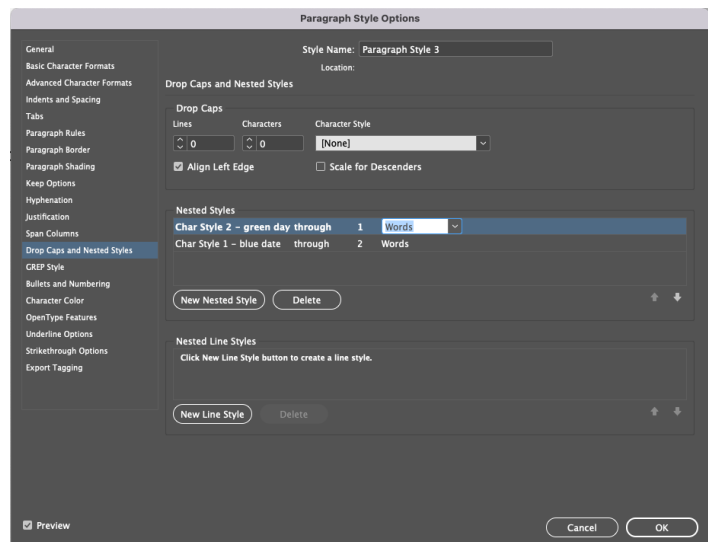 Paragraph Style Options
General
Basic Character Formats
Advanced Character Formats
Indents and Spacing
Tabs
Paragraph Rules
Paragraph Border
Paragraph Shading
Keep Options
Hyphenation
Justification
Span Columns
Drop Caps and Nested Styles
GREP Style
Bullets and Numbering
Character Color
OpenType Features
Underline Options
Strikethrough Options
Export Tagging
Style Name: Paragraph Style 3
Location:
Drop Caps and Nested Styles
Drop Caps
Lines Characters Character Style
0 0 [None]
Align Left Edge Scale for Descenders
Nested Styles
Char Style 2 - green day through 1 Words
Char Style 1 - blue date through 2 Words
New Nested Style Delete
Nested Line Styles
Click New Line Style button to create a line style.
New Line Style Delete
Preview Cancel OK